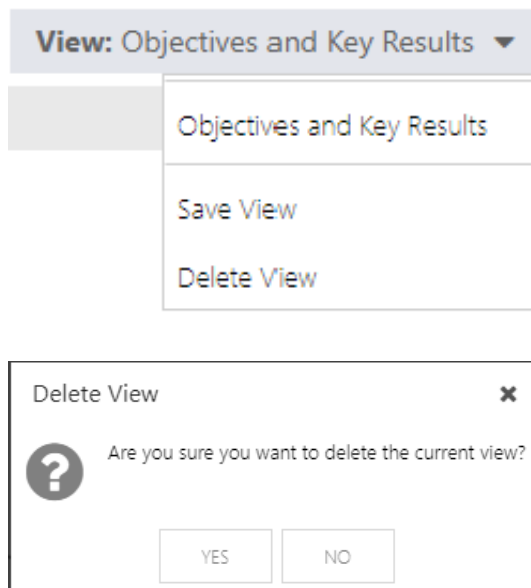 View: Objectives and Key Results
Objectives and Key Results
Save View
Delete View
Delete View
Are you sure you want to delete the current view?
YES
NO